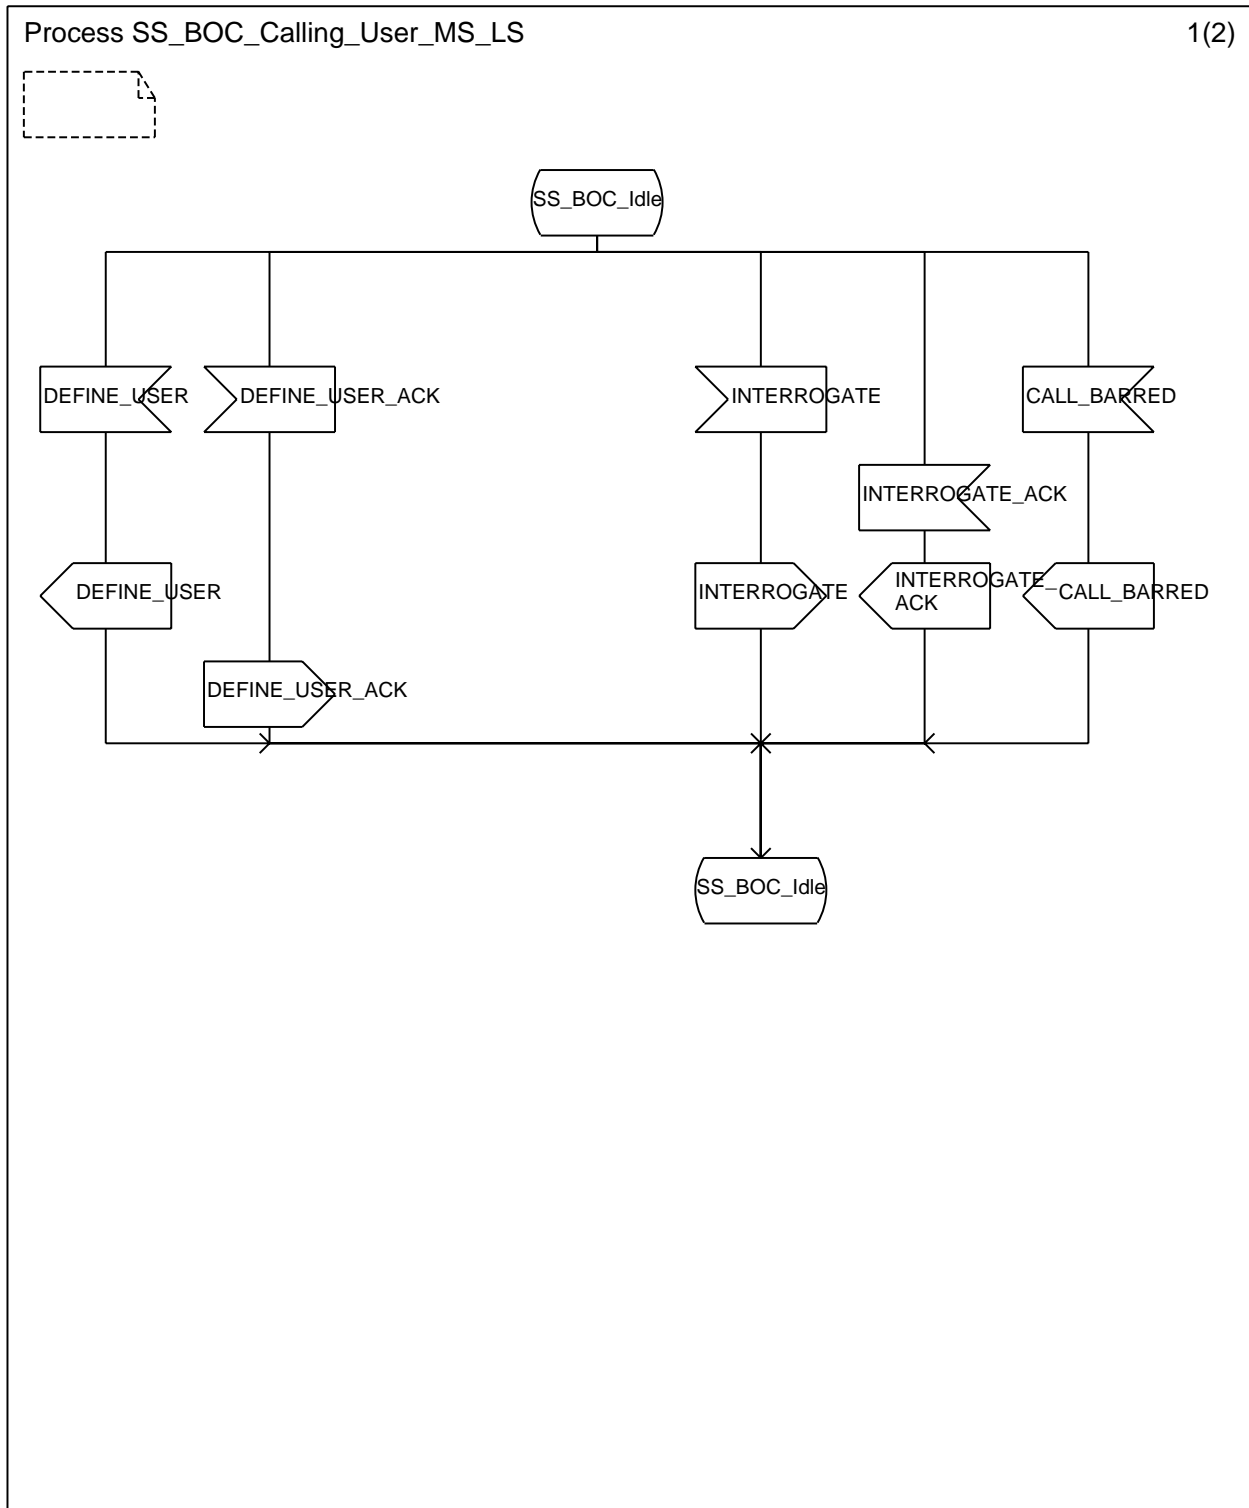 Process SS_BOC_Calling_User_MS_LS
1(2)
SS_BOC_Idle
DEFINE_USER
DEFINE_USER_ACK
INTERROGATE
CALL_BARRED
INTERROGATE_ACK
DEFINE_USER
INTERROGATE
INTERROGATE_
ACK
CALL_BARRED
DEFINE_USER_ACK
SS_BOC_Idle